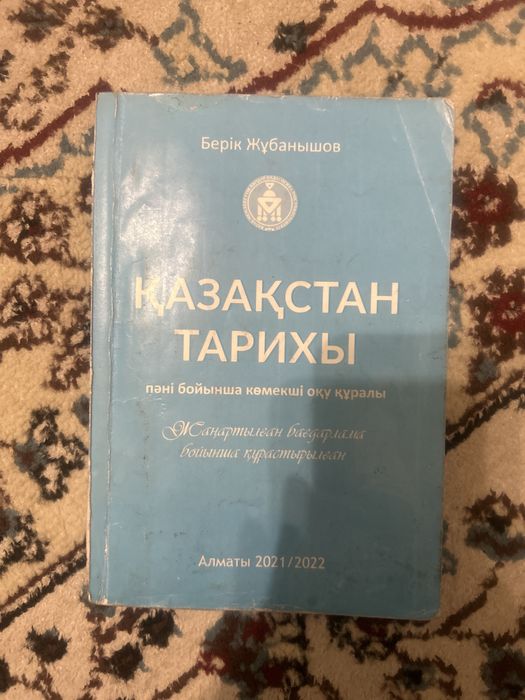 Берік Жұбанышов
ҚАЗАҚСТАН
ТАРИХЫ
пәні бойынша көмекші оқу құралы
Жаңартылған бағдарлама
бойынша құрастырылған
Алматы 2021/2022